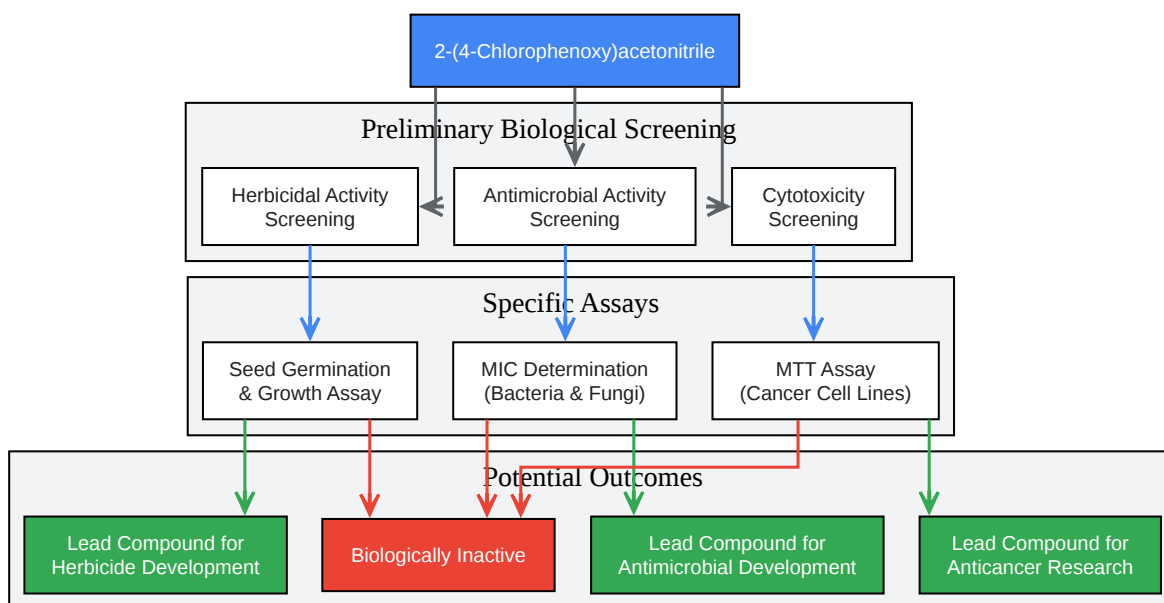 2-(4-Chlorophenoxy)acetonitrile
Preliminary Biological Screening
Herbicidal Activity
Screening
Antimicrobial Activity
Screening
Cytotoxicity
Screening
Specific Assays
Seed Germination
& Growth Assay
MIC Determination
(Bacteria & Fungi)
MTT Assay
(Cancer Cell Lines)
Potential Outcomes
Lead Compound for
Herbicide Development
Biologically Inactive
Lead Compound for
Antimicrobial Development
Lead Compound for
Anticancer Research